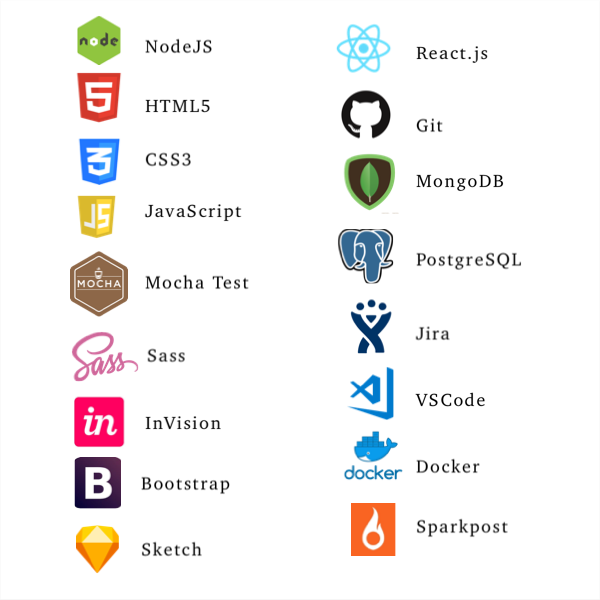 node
NodeJS
5
HTML5
3
CSS3
JS
JavaScript
MOCHA
Mocha Test
Sass
Sass
in
InVision
B
Bootstrap
Sketch
React.js
Git
MongoDB
PostgreSQL
Jira
VSCode
docker
Docker
Sparkpost